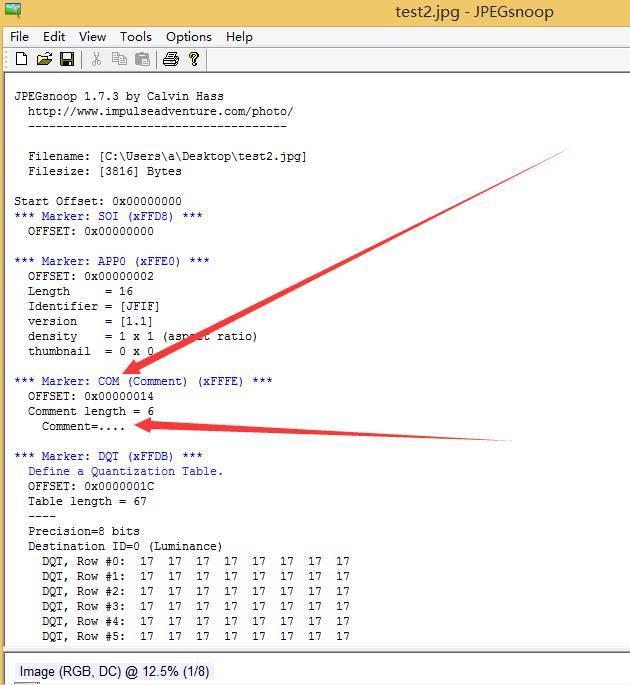 test2.jpg - JPEGsnoop
File Edit View Tools Options Help
JPEGsnoop 1.7.3 by Calvin Hass
http://www.impulseadventure.com/photo/
-------------------------------------
Filename: [C:\Users\a\Desktop\test2.jpg]
Filesize: [3816] Bytes
Start Offset: 0x00000000
*** Marker: SOI (xFFD8) ***
OFFSET: 0x00000000
*** Marker: APP0 (xFFE0) ***
OFFSET: 0x00000002
Length = 16
Identifier = [JFIF]
version = [1.1]
density = 1 x 1 (aspect ratio)
thumbnail = 0 x 0
*** Marker: COM (Comment) (xFFFE) ***
OFFSET: 0x00000014
Comment length = 6
Comment=....
*** Marker: DQT (xFFDB) ***
Define a Quantization Table.
OFFSET: 0x0000001C
Table length = 67
----
Precision=8 bits
Destination ID=0 (Luminance)
DQT, Row #0: 17 17 17 17 17 17 17 17
DQT, Row #1: 17 17 17 17 17 17 17 17
DQT, Row #2: 17 17 17 17 17 17 17 17
DQT, Row #3: 17 17 17 17 17 17 17 17
DQT, Row #4: 17 17 17 17 17 17 17 17
DQT, Row #5: 17 17 17 17 17 17 17 17
Image (RGB, DC) @ 12.5% (1/8)